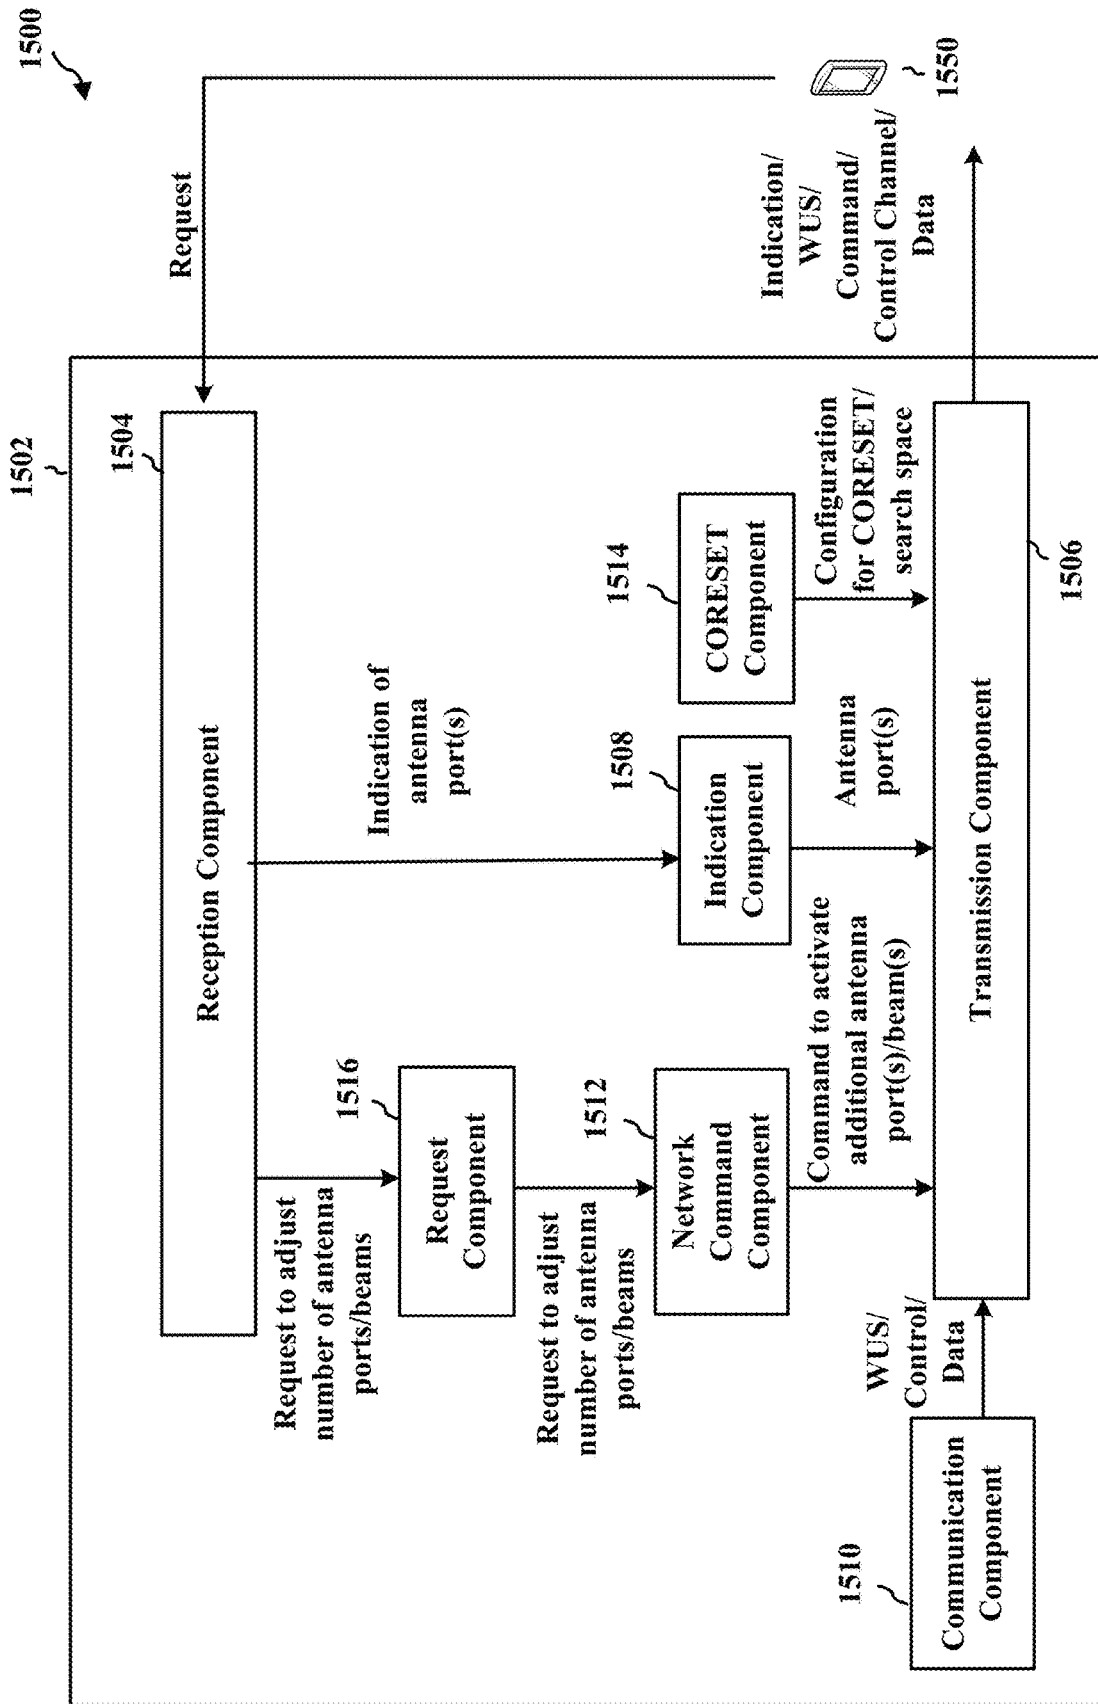 1500
1502
Request
1504
Reception Component
Request to adjust
number of antenna
ports/beams
1516
Request
Component
Request to adjust
number of antenna
ports/beams
1512
Network
Command
Component
Command to activate
additional antenna
port(s)/beam(s)
Indication of
antenna
port(s)
1508
Indication
Component
Antenna
port(s)
1514
CORESET
Component
Configuration
for CORESET/
search space
1510
Communication
Component
WUS/
Control/
Data
Transmission Component
1506
Indication/
WUS/
Command/
Control Channel/
Data
1550